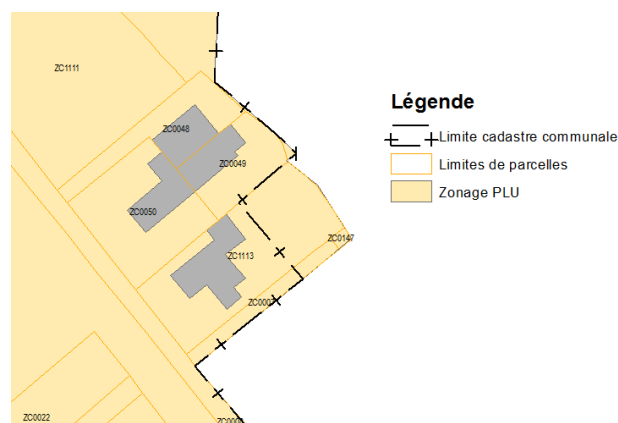 ZC1111
ZC0048
ZC0049
ZC0050
ZC0147
ZC1113
ZC0022
Légende
Limite cadastre communale
Limites de parcelles
Zonage PLU